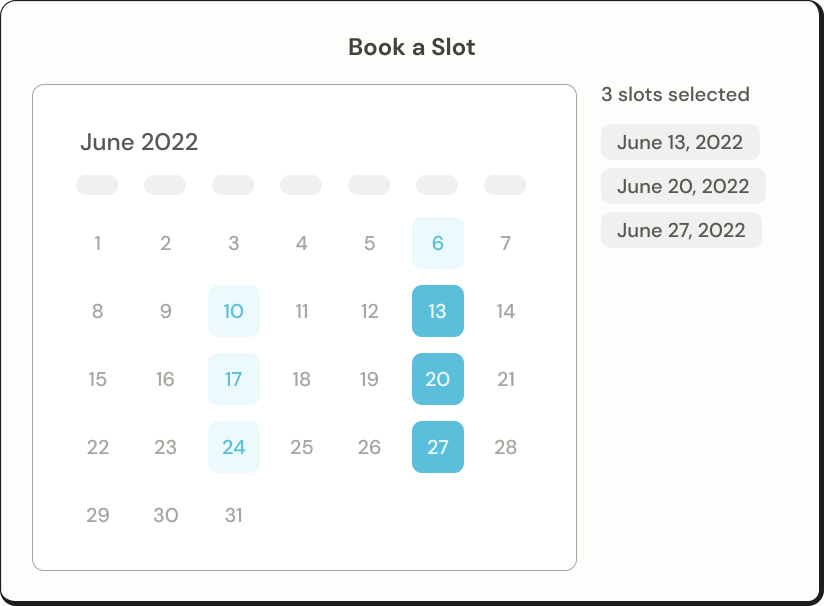 Book a Slot
June 2022
1 2 3 4 5 6 7
8 9 10 11 12 13 14
15 16 17 18 19 20 21
22 23 24 25 26 27 28
29 30 31
3 slots selected
June 13, 2022
June 20, 2022
June 27, 2022